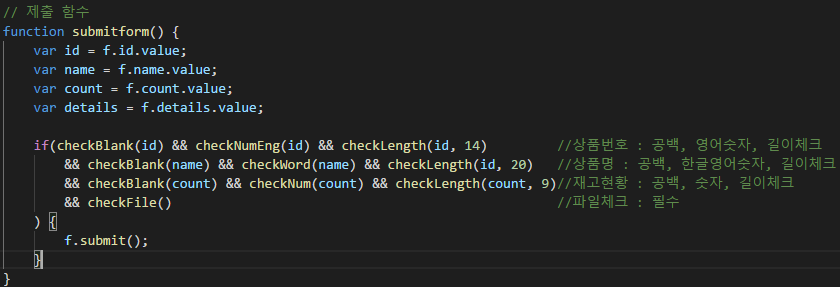 // 제출 함수
function submitform() {
    var id = f.id.value;
    var name = f.name.value;
    var count = f.count.value;
    var details = f.details.value;

    if(checkBlank(id) && checkNumEng(id) && checkLength(id, 14)         //상품번호 : 공백, 영어숫자, 길이체크
        && checkBlank(name) && checkWord(name) && checkLength(id, 20)   //상품명 : 공백, 한글영어숫자, 길이체크
        && checkBlank(count) && checkNum(count) && checkLength(count, 9)//재고현황 : 공백, 숫자, 길이체크
        && checkFile()                                                  //파일체크 : 필수
    ) {
        f.submit();
    }
}